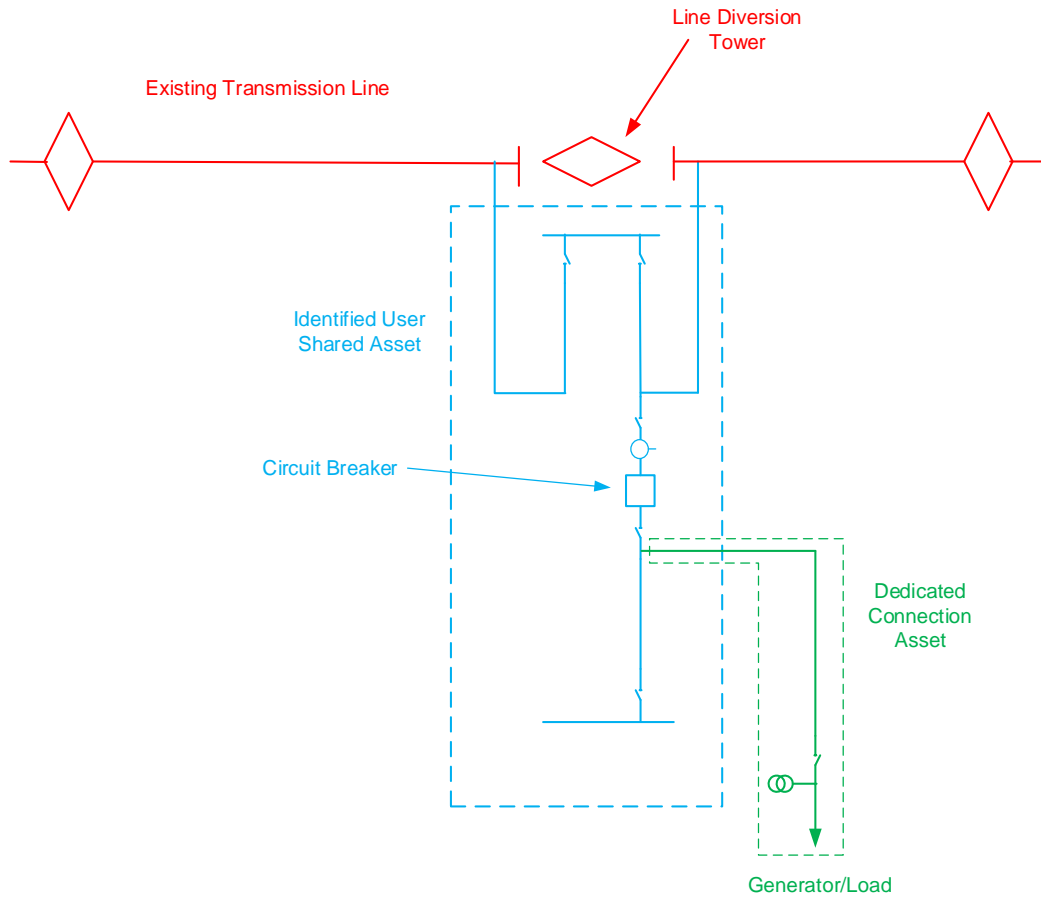 Line Diversion
Tower
Existing Transmission Line
Identified User
Shared Asset
Circuit Breaker
Dedicated
Connection
Asset
Generator/Load